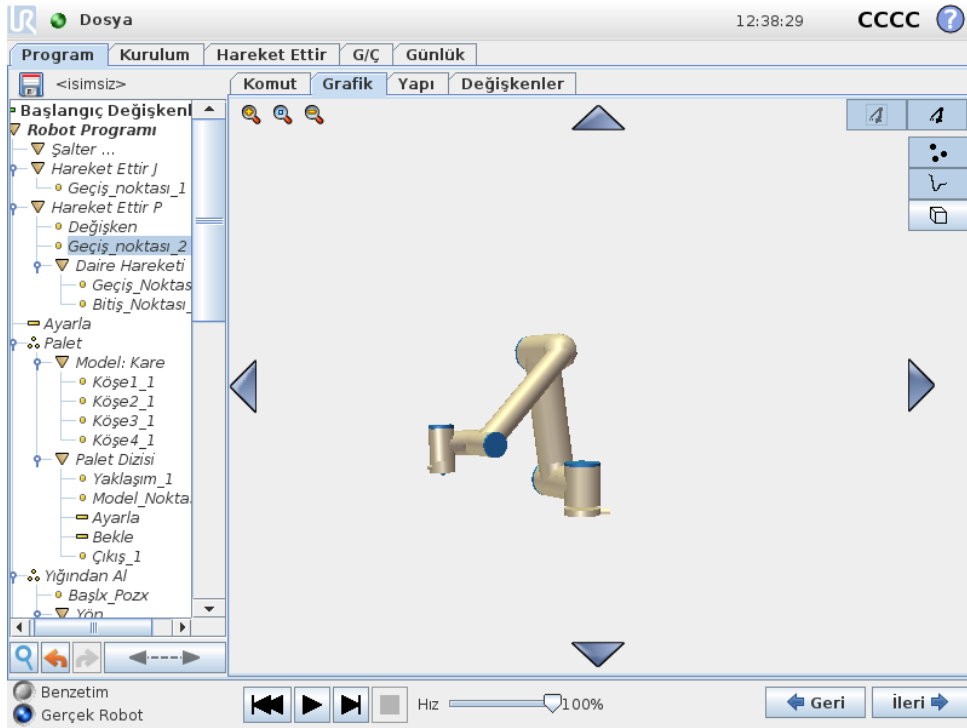 Dosya
12:38:29
CCCC
?
Program
Kurulum
Hareket Ettir
G/Ç
Günlük
<isimsiz>
Komut
Grafik
Yapı
Değişkenler
Başlangıç Değişkenl
Robot Programı
Şalter ...
Hareket Ettir J
Geçiş_noktası_1
Hareket Ettir P
Değişken
Geçiş_noktası_2
Daire Hareketi
Geçiş_Noktas
Bitiş_Noktası_
Ayarla
Palet
Model: Kare
Köşe1_1
Köşe2_1
Köşe3_1
Köşe4_1
Palet Dizisi
Yaklaşım_1
Model_Nokta
Ayarla
Bekle
Çıkış_1
Yığından Al
Başlx_Pozx
Yön
Benzetim
Gerçek Robot
Hız
100%
Geri
İleri